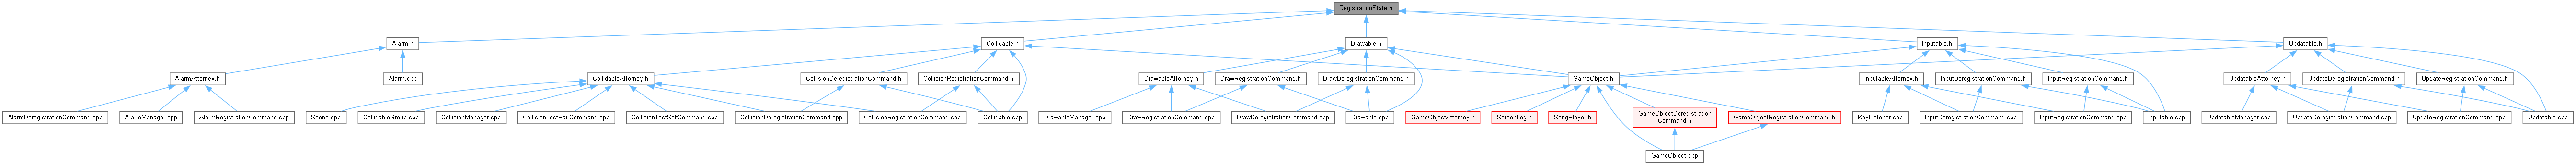 RegistrationState.h
Alarm.h
Collidable.h
Drawable.h
Inputable.h
Updatable.h
AlarmAttorney.h
Alarm.cpp
CollidableAttorney.h
CollisionDeregistrationCommand.h
CollisionRegistrationCommand.h
DrawableAttorney.h
DrawRegistrationCommand.h
DrawDeregistrationCommand.h
GameObject.h
InputableAttorney.h
InputDeregistrationCommand.h
InputRegistrationCommand.h
UpdatableAttorney.h
UpdateDeregistrationCommand.h
UpdateRegistrationCommand.h
AlarmDeregistrationCommand.cpp
AlarmManager.cpp
AlarmRegistrationCommand.cpp
Scene.cpp
CollidableGroup.cpp
CollisionManager.cpp
CollisionTestPairCommand.cpp
CollisionTestSelfCommand.cpp
CollisionDeregistrationCommand.cpp
CollisionRegistrationCommand.cpp
Collidable.cpp
DrawableManager.cpp
DrawRegistrationCommand.cpp
DrawDeregistrationCommand.cpp
Drawable.cpp
GameObjectAttorney.h
ScreenLog.h
SongPlayer.h
GameObjectDeregistration
Command.h
GameObjectRegistrationCommand.h
KeyListener.cpp
InputDeregistrationCommand.cpp
InputRegistrationCommand.cpp
Inputable.cpp
UpdatableManager.cpp
UpdateDeregistrationCommand.cpp
UpdateRegistrationCommand.cpp
Updatable.cpp
GameObject.cpp